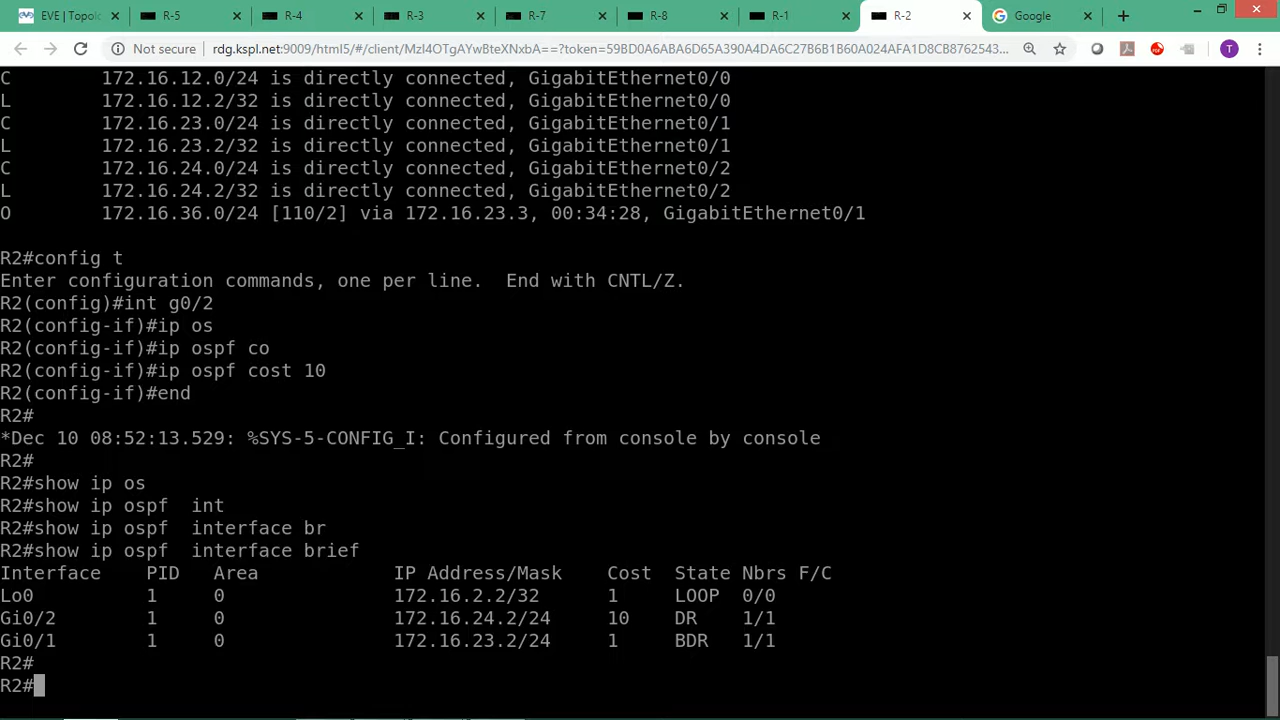 EVE | Topolo
R-5
R-4
R-3
R-7
R-8
R-1
R-2
Google
Not secure rdg.kspl.net:9009/html5/#/client/MzI4OTgAYwBteXNxbA==?token=59BD0A6ABA6D65A390A4DA6C27B6B1B60A024AFA1D8CB8762543...
T
C 172.16.12.0/24 is directly connected, GigabitEthernet0/0
L 172.16.12.2/32 is directly connected, GigabitEthernet0/0
C 172.16.23.0/24 is directly connected, GigabitEthernet0/1
L 172.16.23.2/32 is directly connected, GigabitEthernet0/1
C 172.16.24.0/24 is directly connected, GigabitEthernet0/2
L 172.16.24.2/32 is directly connected, GigabitEthernet0/2
O 172.16.36.0/24 [110/2] via 172.16.23.3, 00:34:28, GigabitEthernet0/1
R2#config t
Enter configuration commands, one per line. End with CNTL/Z.
R2(config)#int g0/2
R2(config-if)#ip os
R2(config-if)#ip ospf co
R2(config-if)#ip ospf cost 10
R2(config-if)#end
R2#
*Dec 10 08:52:13.529: %SYS-5-CONFIG_I: Configured from console by console
R2#
R2#show ip os
R2#show ip ospf int
R2#show ip ospf interface br
R2#show ip ospf interface brief
Interface PID Area IP Address/Mask Cost State Nbrs F/C
Lo0 1 0 172.16.2.2/32 1 LOOP 0/0
Gi0/2 1 0 172.16.24.2/24 10 DR 1/1
Gi0/1 1 0 172.16.23.2/24 1 BDR 1/1
R2#
R2#